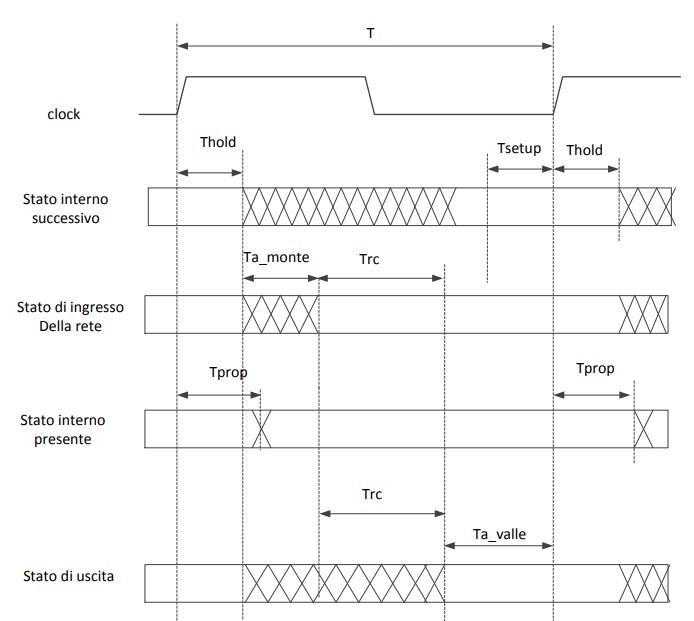 T
clock
Thold
Tsetup
Thold
Stato interno
successivo
Ta_monte
Trc
Stato di ingresso
Della rete
Tprop
Tprop
Stato interno
presente
Trc
Ta_valle
Stato di uscita